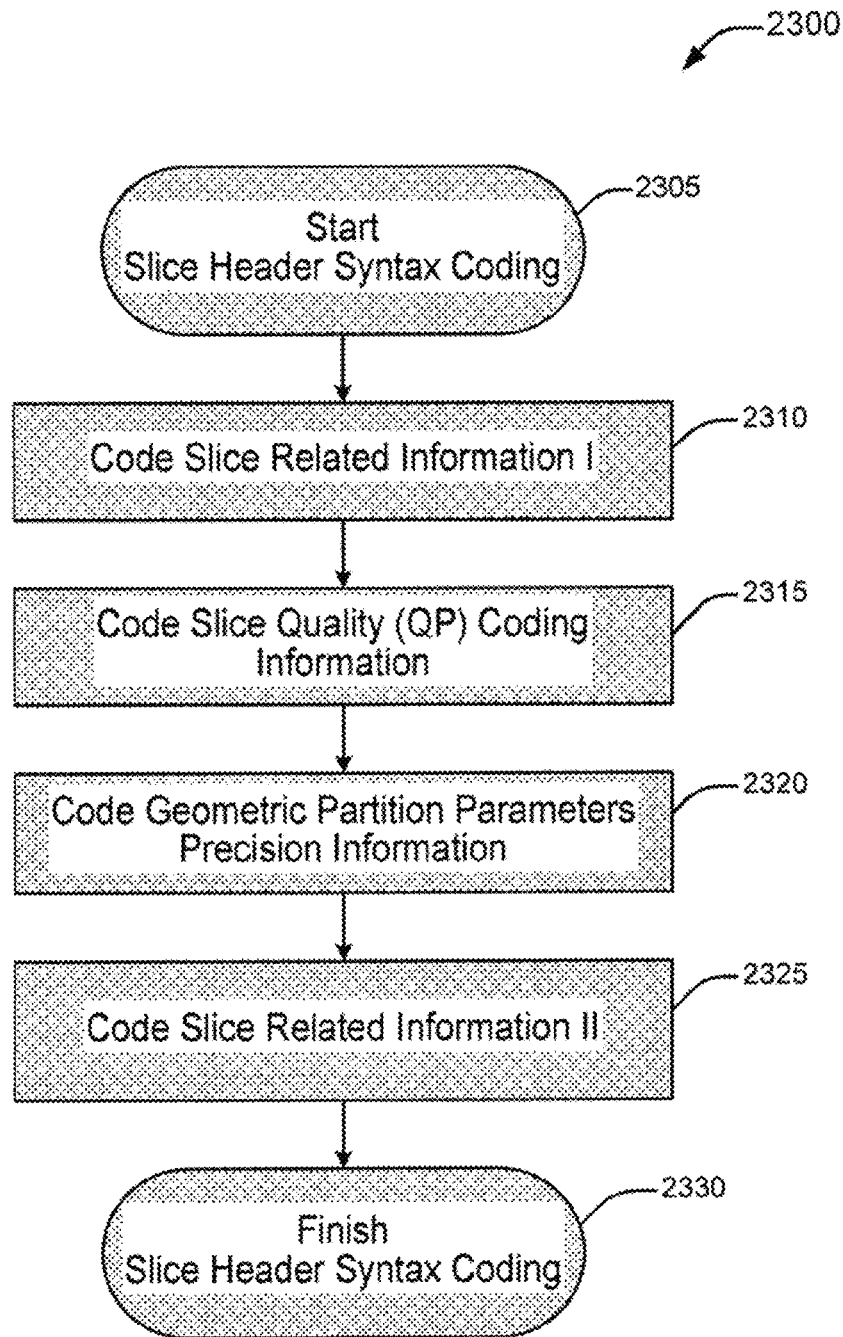 2300
2305
Start
Slice Header Syntax Coding
2310
Code Slice Related Information I
2315
Code Slice Quality (QP) Coding
Information
2320
Code Geometric Partition Parameters
Precision Information
2325
Code Slice Related Information II
2330
Finish
Slice Header Syntax Coding